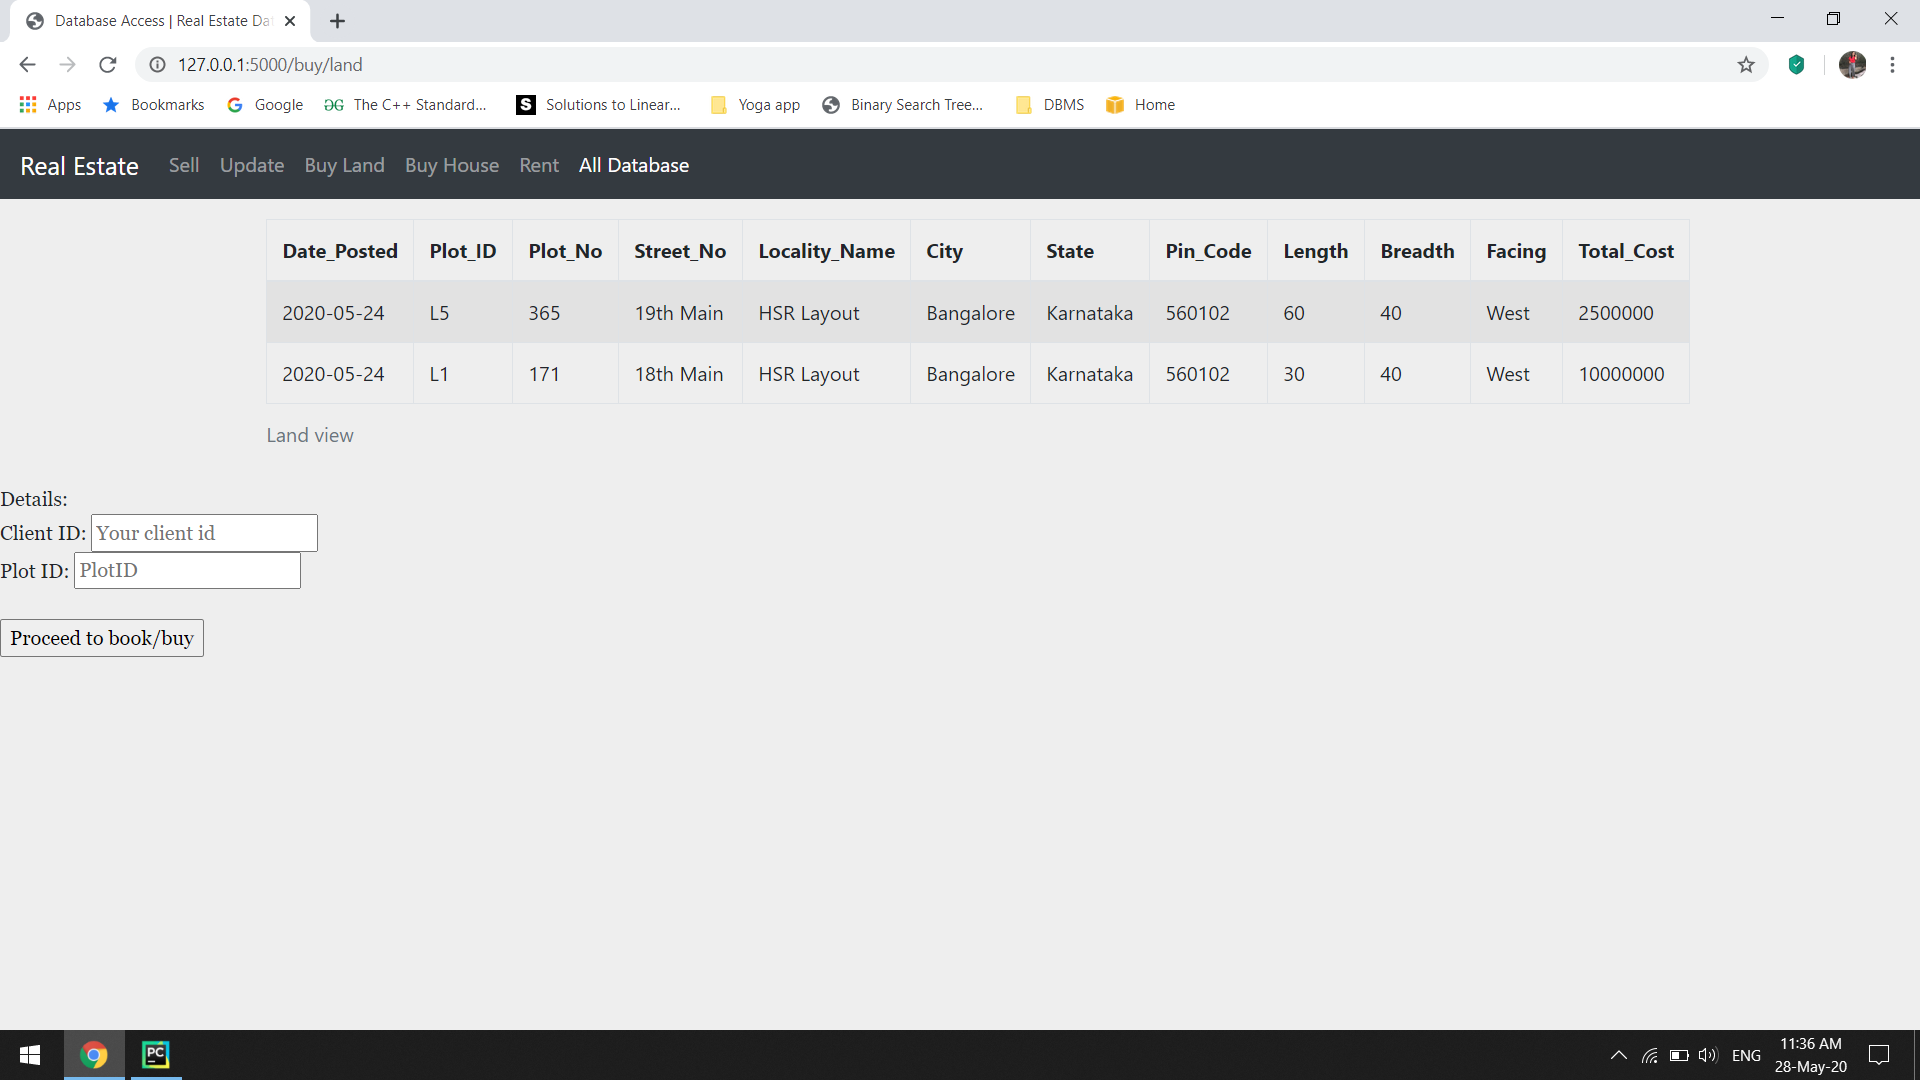 Database Access | Real Estate Da
127.0.0.1:5000/buy/land
Apps Bookmarks Google The C++ Standard... Solutions to Linear... Yoga app Binary Search Tree... DBMS Home
Real Estate Sell Update Buy Land Buy House Rent All Database
Date_Posted Plot_ID Plot_No Street_No Locality_Name City State Pin_Code Length Breadth Facing Total_Cost
2020-05-24 L5 365 19th Main HSR Layout Bangalore Karnataka 560102 60 40 West 2500000
2020-05-24 L1 171 18th Main HSR Layout Bangalore Karnataka 560102 30 40 West 10000000
Land view
Details:
Client ID: Your client id
Plot ID: PlotID
Proceed to book/buy
PC
ENG
11:36 AM
28-May-20